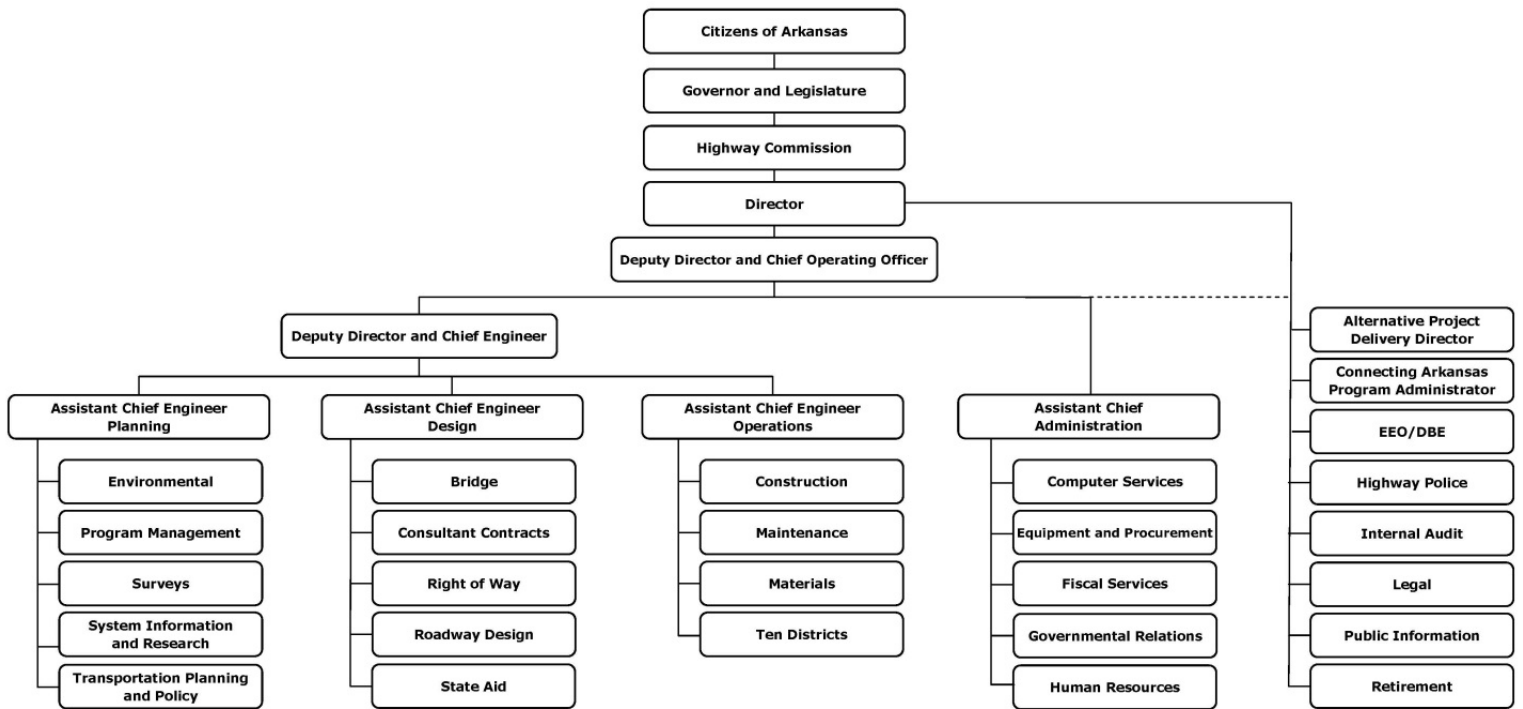 Citizens of Arkansas
Governor and Legislature
Highway Commission
Director
Deputy Director and Chief Operating Officer
Deputy Director and Chief Engineer
Assistant Chief Engineer
Planning
Environmental
Program Management
Surveys
System Information
and Research
Transportation Planning
and Policy
Assistant Chief Engineer
Design
Bridge
Consultant Contracts
Right of Way
Roadway Design
State Aid
Assistant Chief Engineer
Operations
Construction
Maintenance
Materials
Ten Districts
Assistant Chief
Administration
Computer Services
Equipment and Procurement
Fiscal Services
Governmental Relations
Human Resources
Alternative Project
Delivery Director
Connecting Arkansas
Program Administrator
EEO/DBE
Highway Police
Internal Audit
Legal
Public Information
Retirement